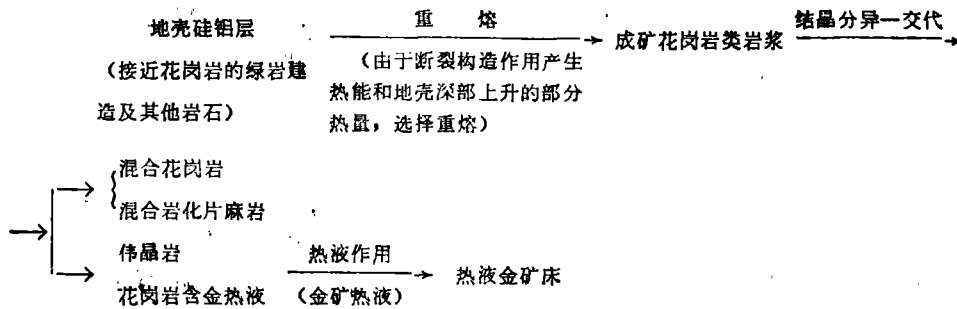 地壳硅铝层
（接近花岗岩的绿岩建
造及其他岩石）
重 熔
（由于断裂构造作用产生
热能和地壳深部上升的部分
热量，选择重熔）
成矿花岗岩类岩浆
结晶分异—交代
混合花岗岩
混合岩化片麻岩
伟晶岩
花岗岩含金热液
热液作用
（金矿热液）
热液金矿床